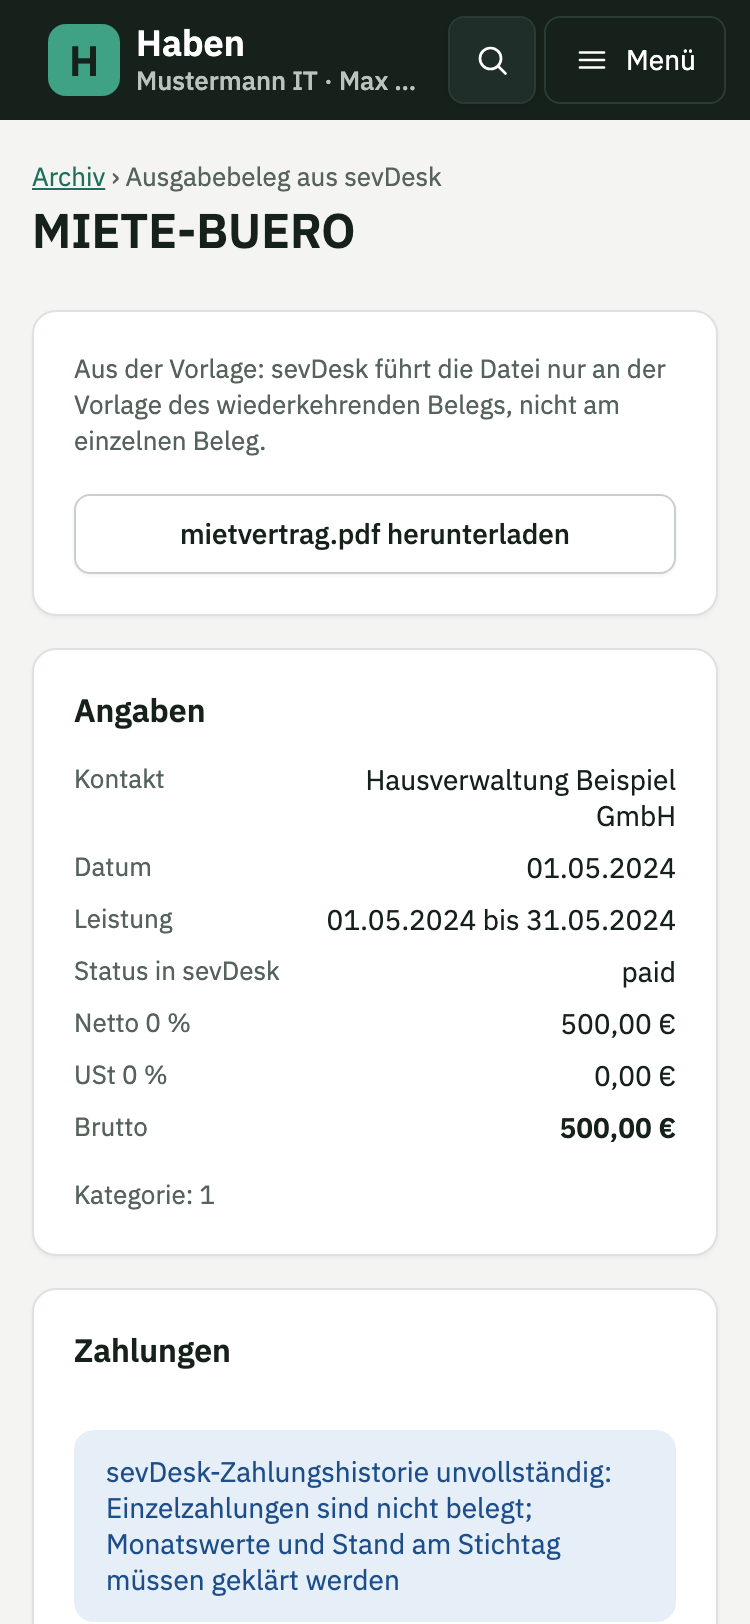 H
Haben
Mustermann IT · Max ...
Menü
Archiv › Ausgabebeleg aus sevDesk
MIETE-BUERO
Aus der Vorlage: sevDesk führt die Datei nur an der
Vorlage des wiederkehrenden Belegs, nicht am
einzelnen Beleg.
mietvertrag.pdf herunterladen
Angaben
Kontakt Hausverwaltung Beispiel
GmbH
Datum 01.05.2024
Leistung 01.05.2024 bis 31.05.2024
Status in sevDesk paid
Netto 0 % 500,00 €
USt 0 % 0,00 €
Brutto 500,00 €
Kategorie: 1
Zahlungen
sevDesk-Zahlungshistorie unvollständig:
Einzelzahlungen sind nicht belegt;
Monatswerte und Stand am Stichtag
müssen geklärt werden